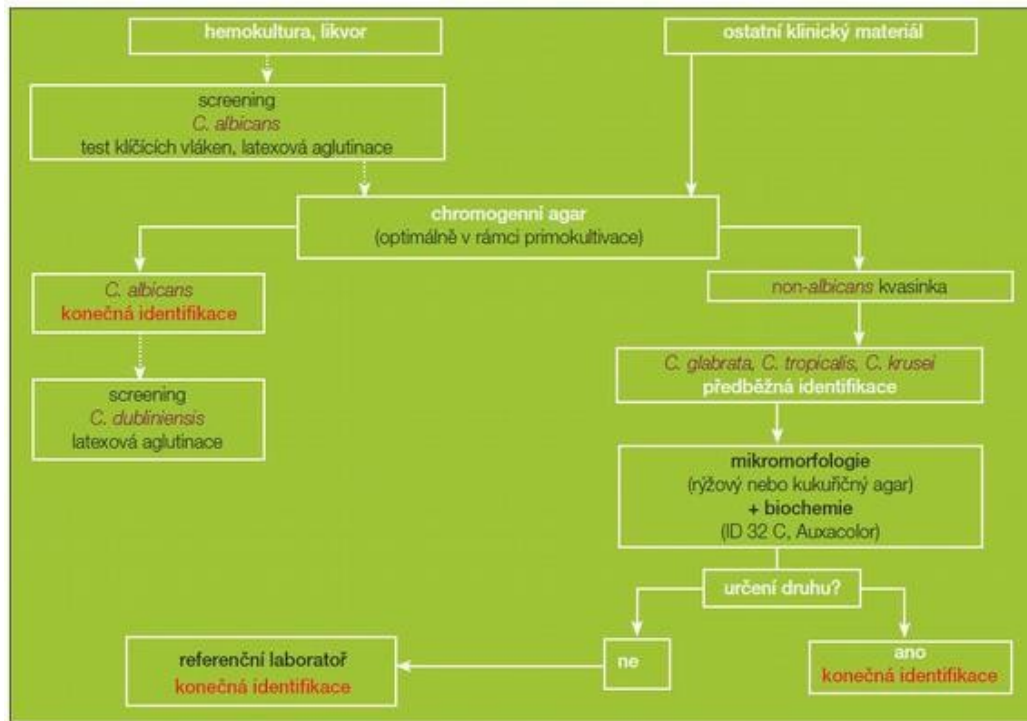 hemokultura, likvor
ostatní klinický materiál
screening
C. albicans
test klíčících vláken, latexová aglutinace
chromogenní agar
(optimálně v rámci primokultivace)
C. albicans
konečná identifikace
non-albicans kvasinka
screening
C. dubliniensis
latexová aglutinace
C. glabrata, C. tropicalis, C. krusei
předběžná identifikace
mikromorfologie
(rýžový nebo kukuřičný agar)
+ biochemie
(ID 32 C, Auxacolor)
určení druhu?
referenční laboratoř
konečná identifikace
ne
ano
konečná identifikace